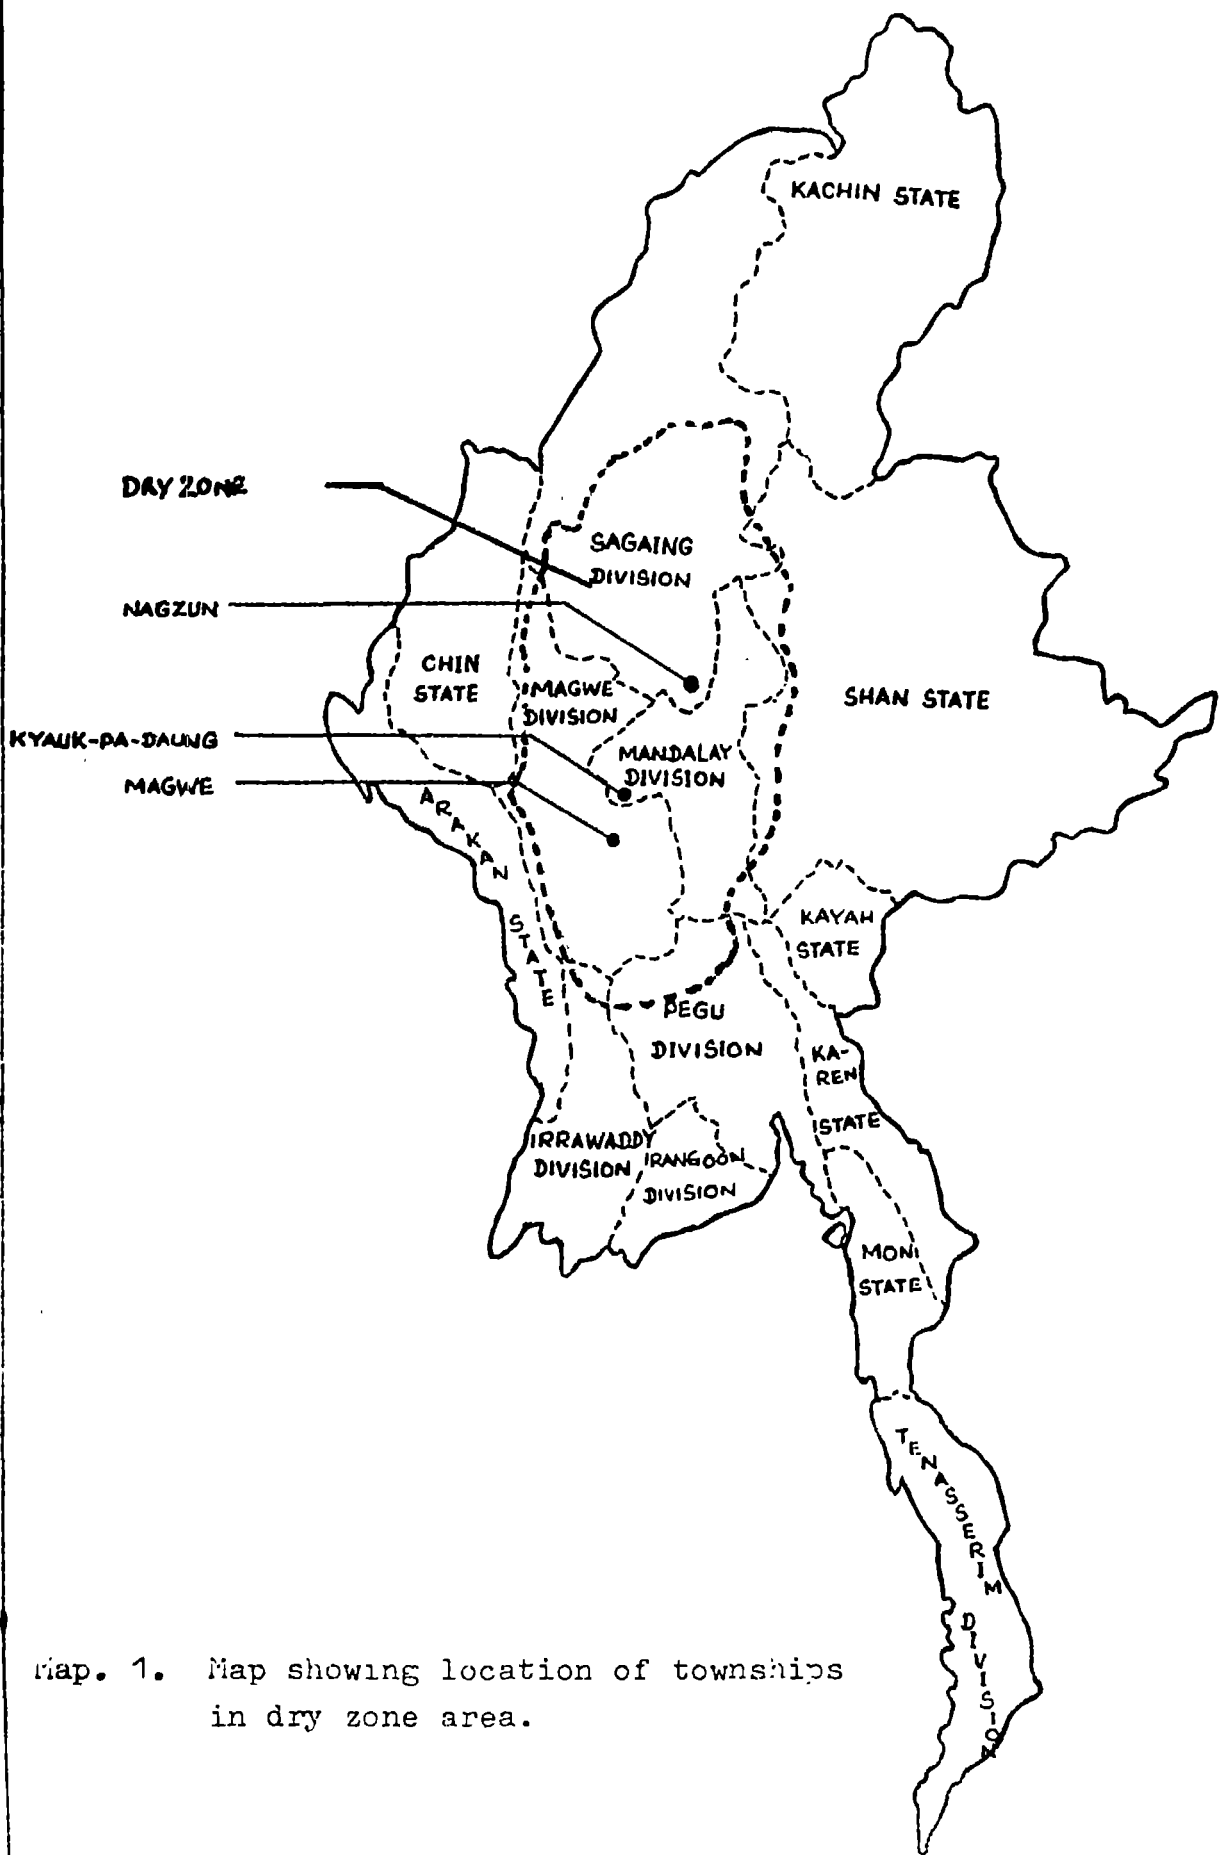 KACHIN STATE
DRY ZONE
SAGAING
DIVISION
NAGZUN
CHIN
STATE
MAGWE
DIVISION
SHAN STATE
KYAUK-PA-DAUNG
MANDALAY
DIVISION
MAGWE
ARAKAN STATE
KAYAH
STATE
PEGU
DIVISION
KA-
REN
STATE
IRRAWADDY
DIVISION
RANGOON
DIVISION
MON
STATE
TENASSERIM DIVISION
Map. 1. Map showing location of townships
in dry zone area.